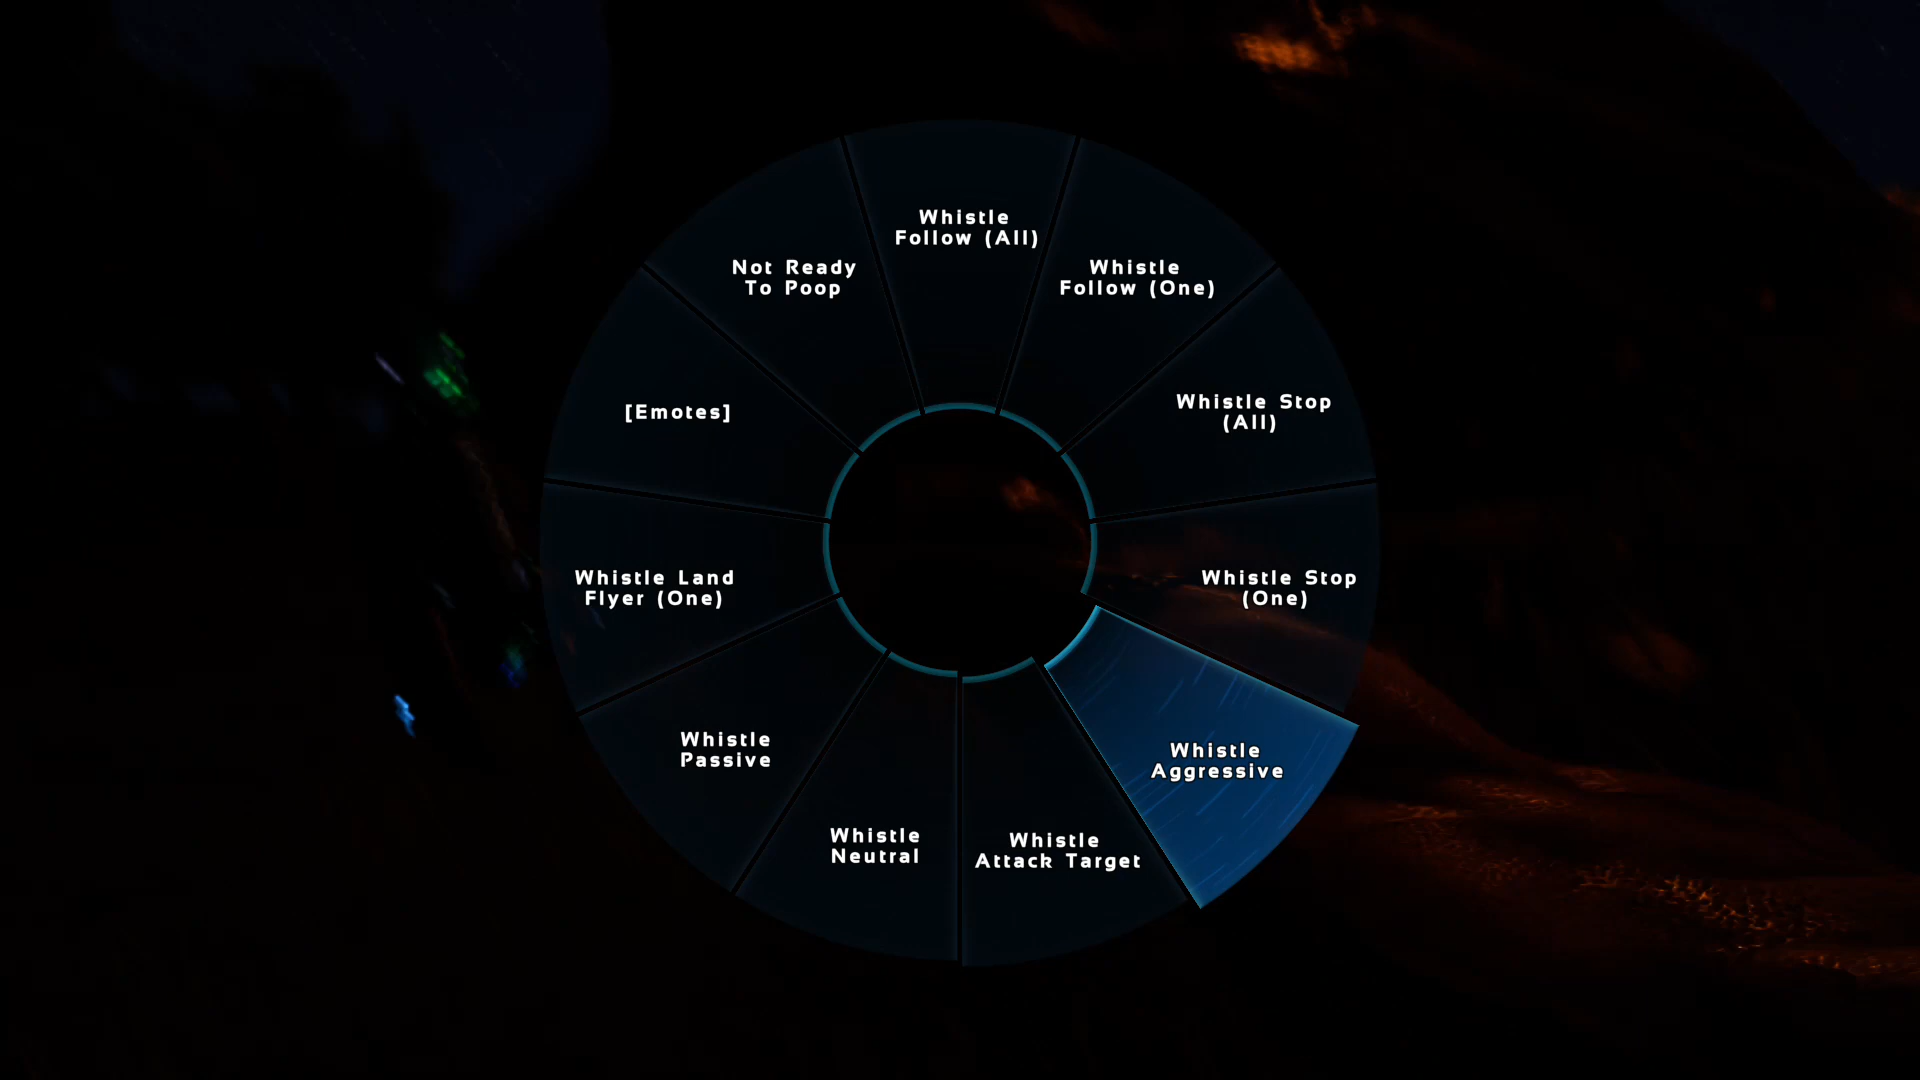 Whistle
Follow (All)
Whistle
Follow (One)
Whistle Stop
(All)
Whistle Stop
(One)
Whistle
Aggressive
Whistle
Attack Target
Whistle
Neutral
Whistle
Passive
Whistle Land
Flyer (One)
[Emotes]
Not Ready
To Poop